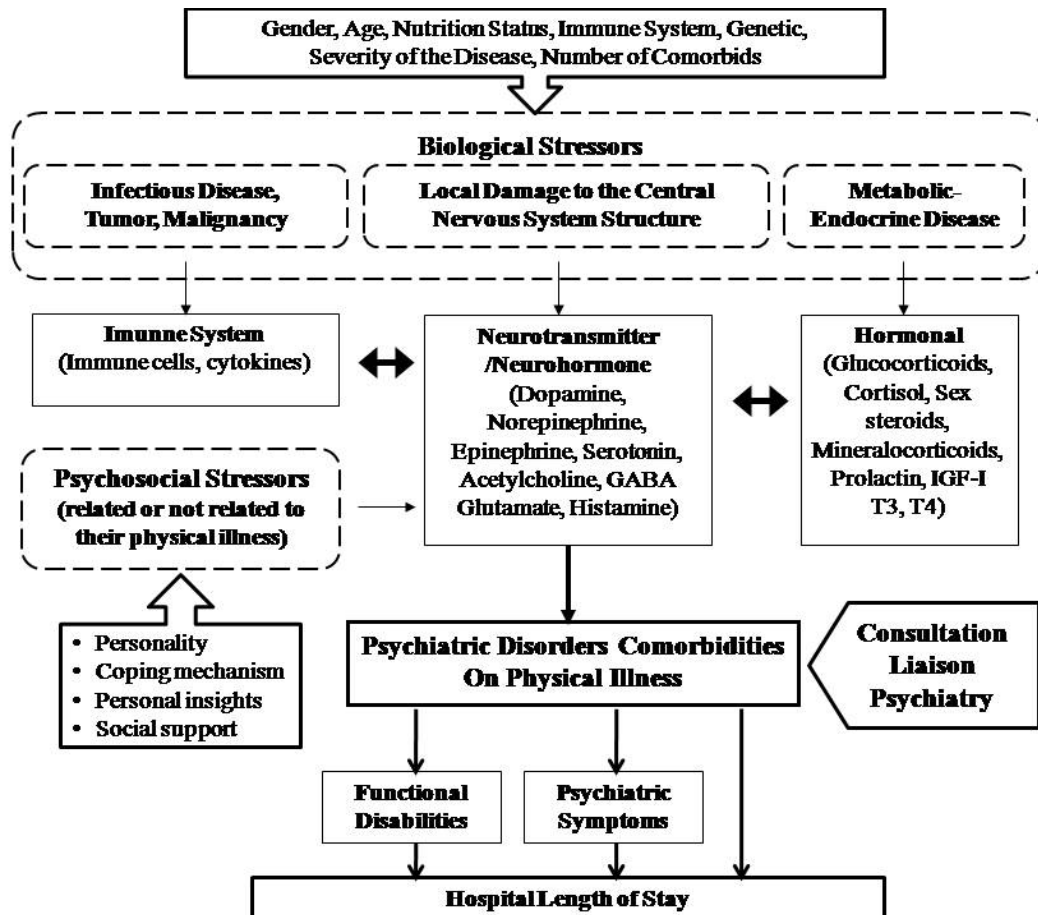 Gender, Age, Nutrition Status, Immune System, Genetic,
Severity of the Disease, Number of Comorbids
Biological Stressors
Infectious Disease,
Tumor, Malignancy
Local Damage to the Central
Nervous System Structure
Metabolic-
Endocrine Disease
Imunne System
(Immune cells, cytokines)
Neurotransmitter
/Neurohormone
(Dopamine,
Norepinephrine,
Epinephrine, Serotonin,
Acetylcholine, GABA
Glutamate, Histamine)
Hormonal
(Glucocorticoids,
Cortisol, Sex
steroids,
Mineralocorticoids,
Prolactin, IGF-I
T3, T4)
Psychosocial Stressors
(related or not related to
their physical illness)
• Personality
• Coping mechanism
• Personal insights
• Social support
Psychiatric Disorders Comorbidities
On Physical Illness
Consultation
Liaison
Psychiatry
Functional
Disabilities
Psychiatric
Symptoms
Hospital Length of Stay